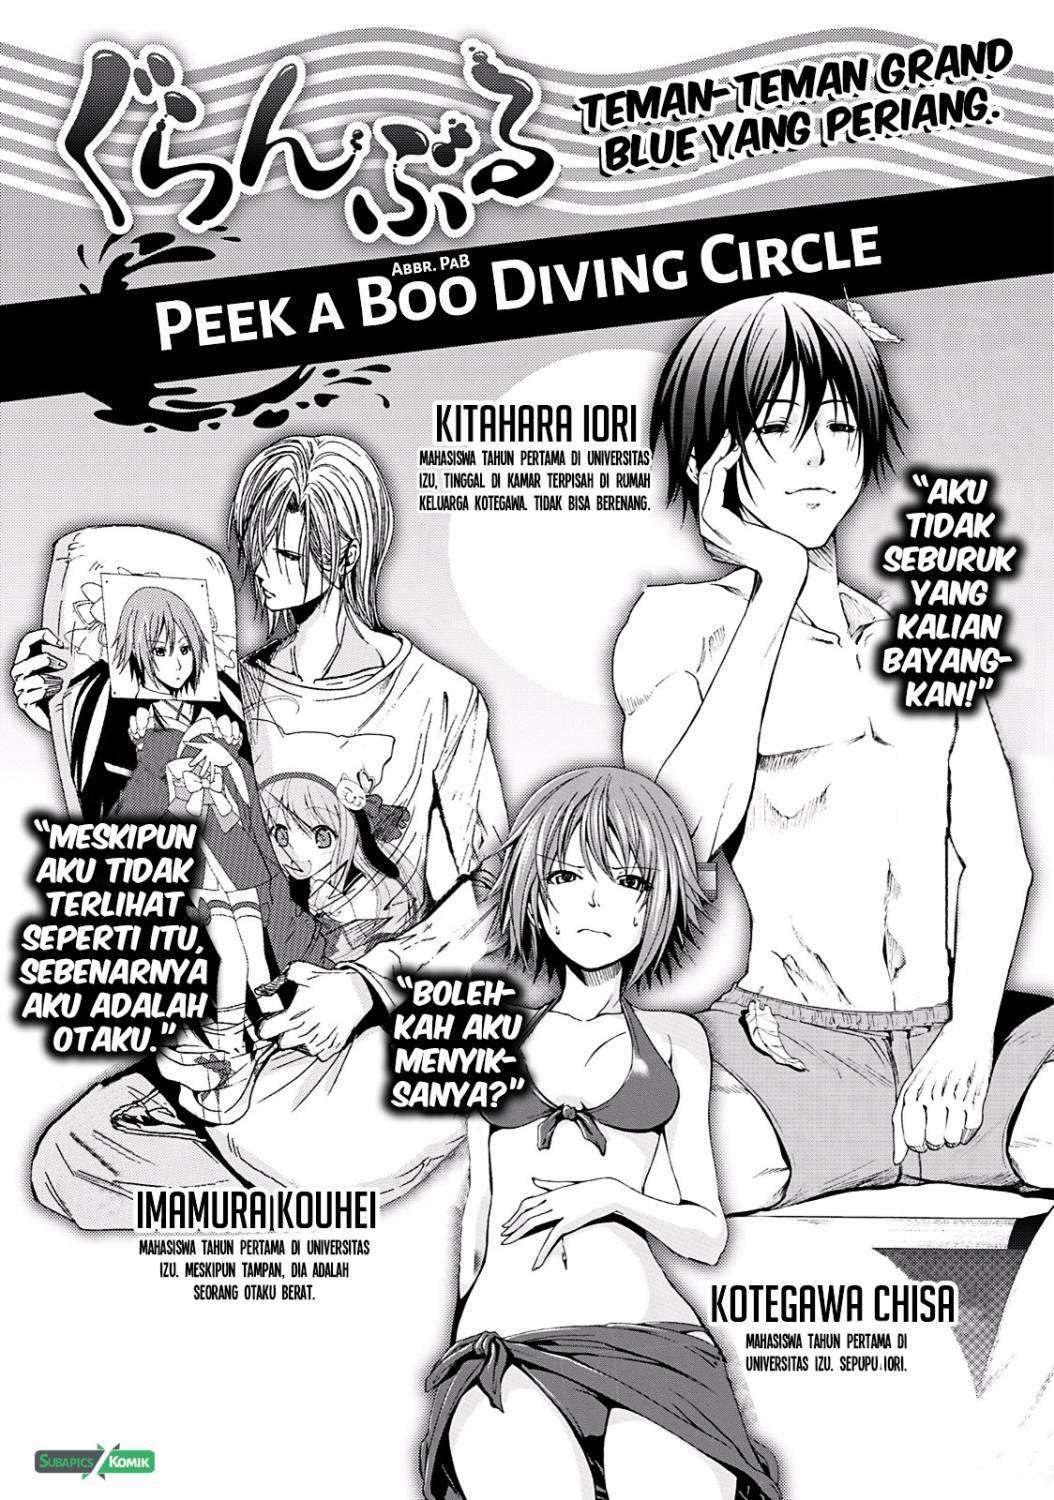 ぐらんぶる
TEMAN-TEMAN GRAND
BLUE YANG PERIANG.
ABBR. PAB
PEEK A BOO DIVING CIRCLE
KITAHARA IORI
MAHASISWA TAHUN PERTAMA DI UNIVERSITAS
IZU, TINGGAL DI KAMAR TERPISAH DI RUMAH
KELUARGA KOTEGAWA. TIDAK BISA BERENANG.
"AKU
TIDAK
SEBURUK
YANG
KALIAN
BAYANG-
KAN!"
"MESKIPUN
AKU TIDAK
TERLIHAT
SEPERTI ITU,
SEBENARNYA
AKU ADALAH
OTAKU."
"BOLEH-
KAH AKU
MENYIK-
SANYA?"
IMAMURA KOUHEI
MAHASISWA TAHUN PERTAMA DI UNIVERSITAS
IZU. MESKIPUN TAMPAN, DIA ADALAH
SEORANG OTAKU BERAT.
KOTEGAWA CHISA
MAHASISWA TAHUN PERTAMA DI
UNIVERSITAS IZU. SEPUPU IORI.
SUBAPICS KOMIK